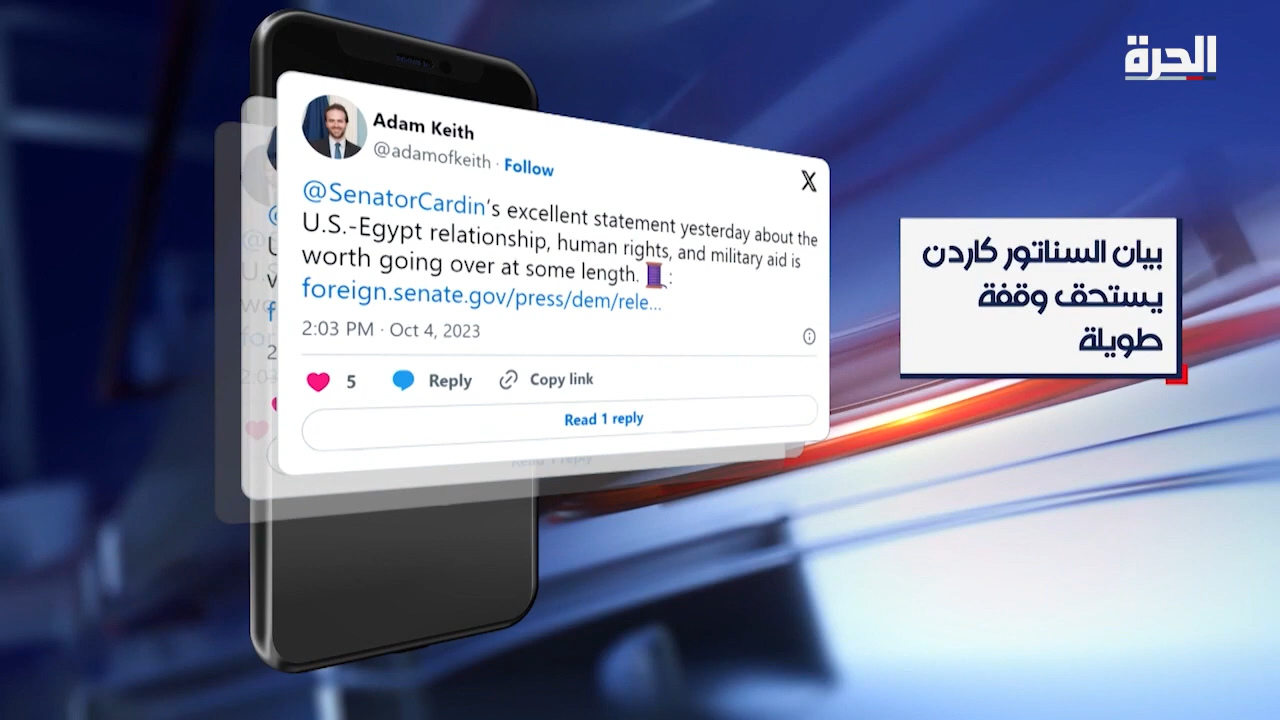 الحرة
Adam Keith
@adamofkeith · Follow
@SenatorCardin's excellent statement yesterday about the
U.S.-Egypt relationship, human rights, and military aid is
worth going over at some length. 🧵:
foreign.senate.gov/press/dem/rele...
2:03 PM · Oct 4, 2023
5 Reply Copy link
Read 1 reply
بيان السناتور كاردن
يستحق وقفة
طويلة